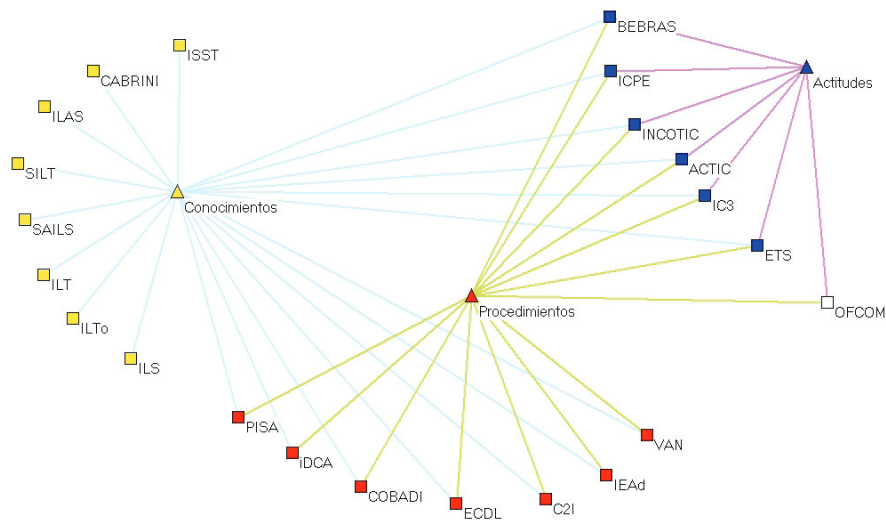 BEBRAS
ISST
CABRINI
ICPE
Actitudes
ILAS
INCOTIC
SILT
ACTIC
Conocimientos
IC3
SAILS
ETS
ILT
Procedimientos
OFCOM
ILTo
ILS
PISA
VAN
iDCA
IEAd
COBADI
C2I
ECDL